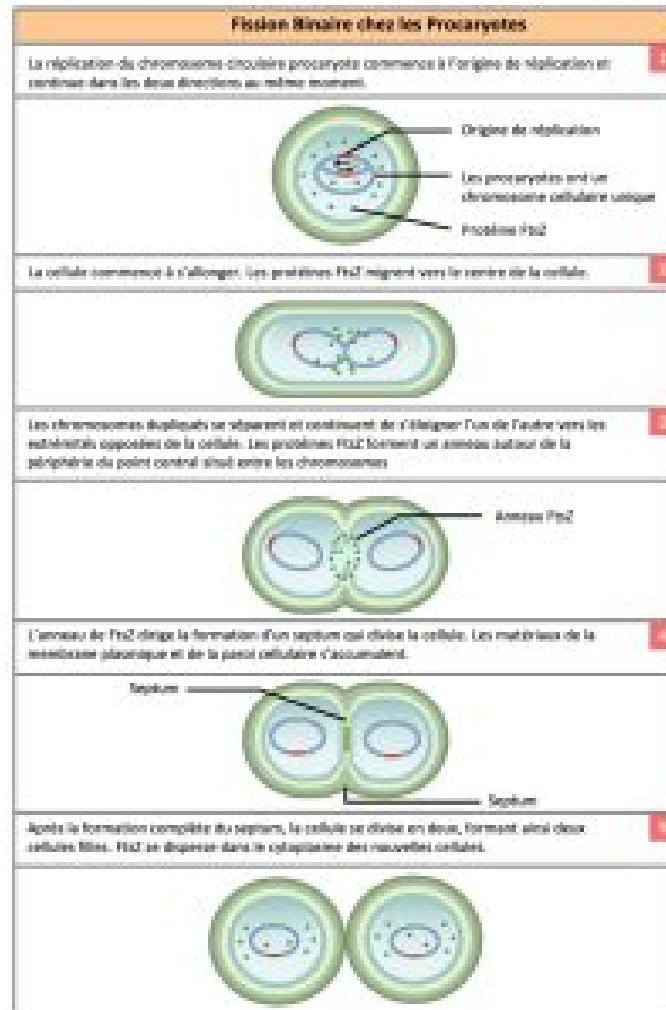 Fission Binaire chez les Procaryotes
La réplication du chromosome circulaire procaryote commence à l'origine de réplication et
continue dans les deux directions au même moment.
1
Origine de réplication
Les procaryotes ont un
chromosome cellulaire unique
Protéine FtsZ
La cellule commence à s'allonger. Les protéines FtsZ migrent vers le centre de la cellule.
2
Les chromosomes dupliqués se séparent et continuent de s'éloigner l'un de l'autre vers les
extrémités opposées de la cellule. Les protéines FtsZ forment un anneau autour de la
périphérie du point central situé entre les chromosomes
3
Anneau FtsZ
L'anneau de FtsZ dirige la formation d'un septum qui divise la cellule. Les matériaux de la
membrane plasmique et de la paroi cellulaire s'accumulent.
4
Septum
Septum
Après la formation complète du septum, la cellule se divise en deux, formant ainsi deux
cellules filles. FtsZ se disperse dans le cytoplasme des nouvelles cellules.
5